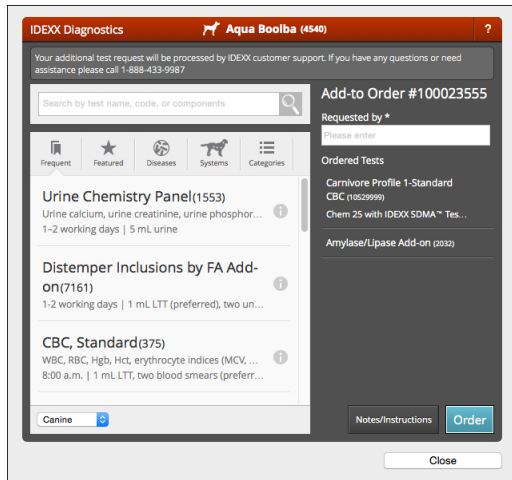 IDEXX Diagnostics
Aqua Boolba (4540)
?
Your additional test request will be processed by IDEXX customer support. If you have any questions or need
assistance please call 1-888-433-9987
Search by test name, code, or components
Add-to Order #100023555
Requested by *
Please enter
Frequent
Featured
Diseases
Systems
Categories
Ordered Tests
Carnivore Profile 1-Standard
CBC (10529999)
Chem 25 with IDEXX SDMA™ Tes...
Amylase/Lipase Add-on (2032)
Urine Chemistry Panel(1553)
Urine calcium, urine creatinine, urine phosphor...
1–2 working days | 5 mL urine
Distemper Inclusions by FA Add-
on(7161)
1-2 working days | 1 mL LTT (preferred), two un...
CBC, Standard(375)
WBC, RBC, Hgb, Hct, erythrocyte indices (MCV, ...
8:00 a.m. | 1 mL LTT, two blood smears (preferr...
Canine
Notes/Instructions
Order
Close